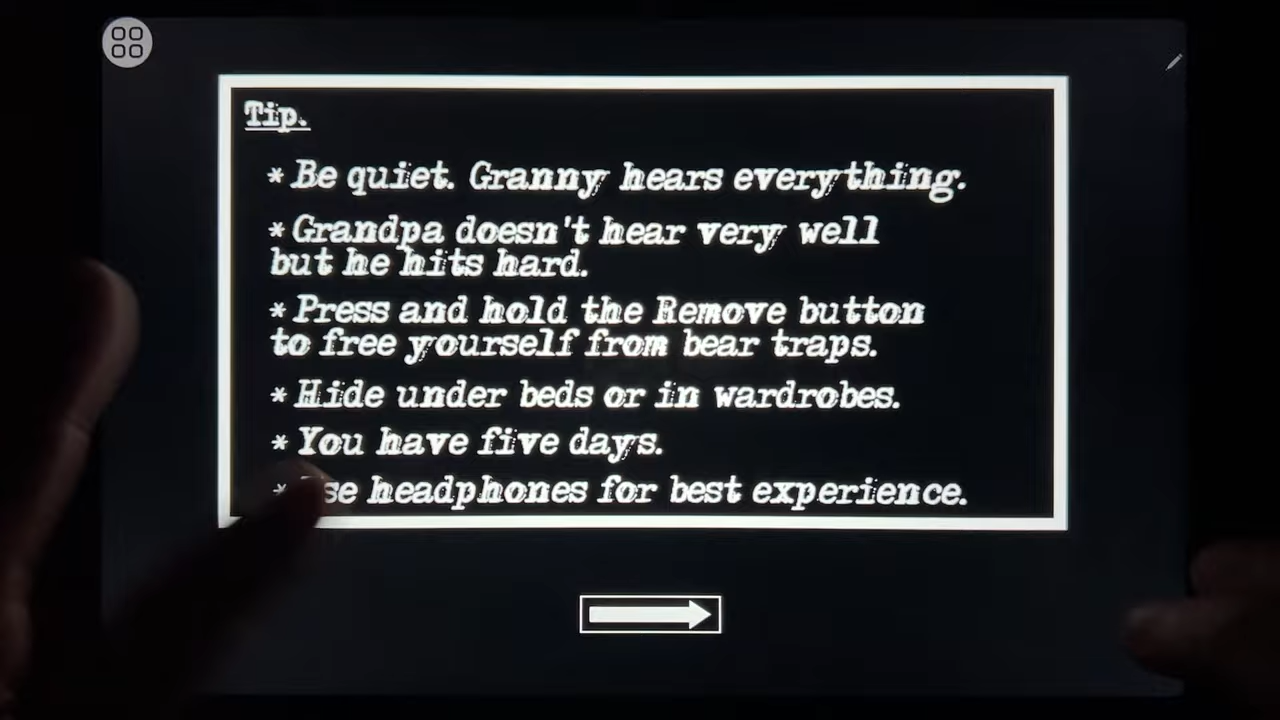 Tip.
* Be quiet. Granny hears everything.
* Grandpa doesn't hear very well
but he hits hard.
* Press and hold the Remove button
to free yourself from bear traps.
* Hide under beds or in wardrobes.
* You have five days.
* headphones for best experience.